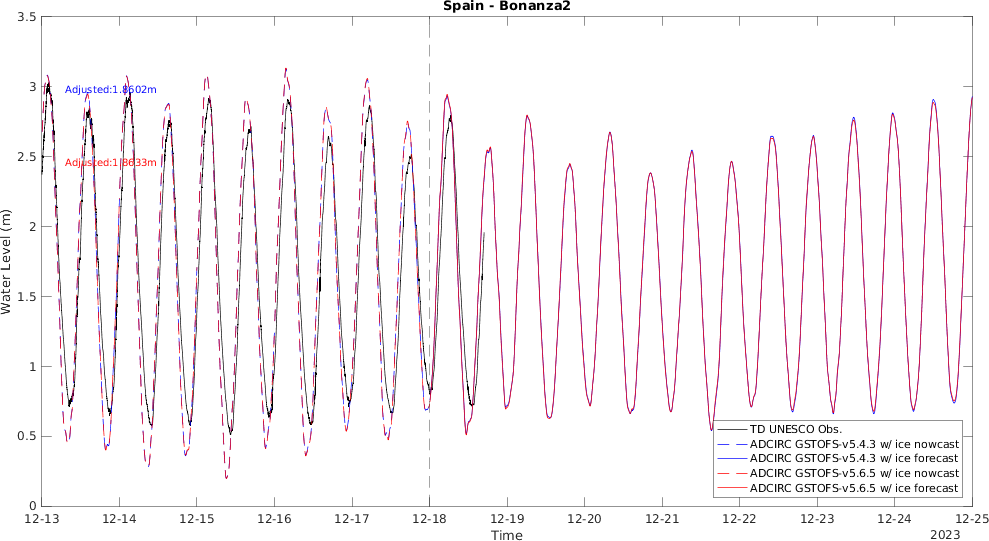 Spain - Bonanza2
3.5
3
2.5
2
1.5
1
0.5
0
Water Level (m)
Adjusted:1.8602m
Adjusted:1.8633m
TD UNESCO Obs.
ADCIRC GSTOFS-v5.4.3 w/ ice nowcast
ADCIRC GSTOFS-v5.4.3 w/ ice forecast
ADCIRC GSTOFS-v5.6.5 w/ ice nowcast
ADCIRC GSTOFS-v5.6.5 w/ ice forecast
12-13 12-14 12-15 12-16 12-17 12-18 12-19 12-20 12-21 12-22 12-23 12-24 12-25
Time
2023